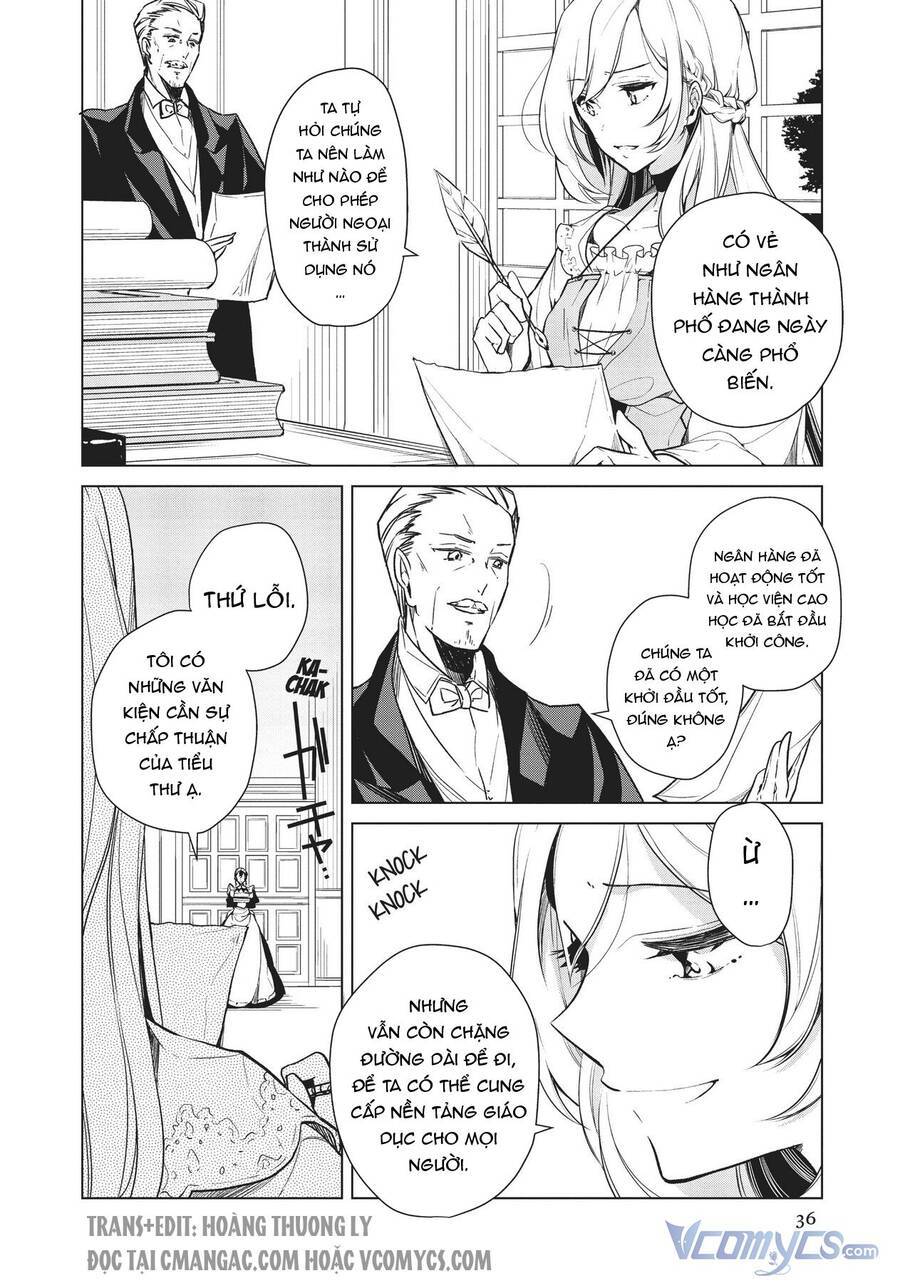 CÓ VẺ
NHƯ NGÂN
HÀNG THÀNH
PHỐ ĐANG NGÀY
CÀNG PHỔ
BIẾN.
TA TỰ
HỎI CHÚNG
TA NÊN LÀM
NHƯ NÀO ĐỂ
CHO PHÉP
NGƯỜI NGOẠI
THÀNH SỬ
DỤNG NÓ
...
NGÂN HÀNG ĐÃ
HOẠT ĐỘNG TỐT
VÀ HỌC VIỆN CAO
HỌC ĐÃ BẮT ĐẦU
KHỞI CÔNG.
CHÚNG TA
ĐÃ CÓ MỘT
KHỞI ĐẦU TỐT,
ĐÚNG KHÔNG
Ạ?
Ừ
...
NHƯNG
VẪN CÒN CHẶNG
ĐƯỜNG DÀI ĐỂ ĐI,
ĐỂ TA CÓ THỂ CUNG
CẤP NỀN TẢNG GIÁO
DỤC CHO MỌI
NGƯỜI.
KNOCK
KNOCK
THỨ LỖI.
KA-
CHAK
ガチャ..
TÔI CÓ
NHỮNG VĂN
KIỆN CẦN SỰ
CHẤP THUẬN
CỦA TIỂU
THƯ Ạ.
36
TRANS+EDIT: HOÀNG THUONG LY
ĐỌC TẠI CMANGAC.COM HOẶC VCOMYCS.COM
VCOMYCS.COM